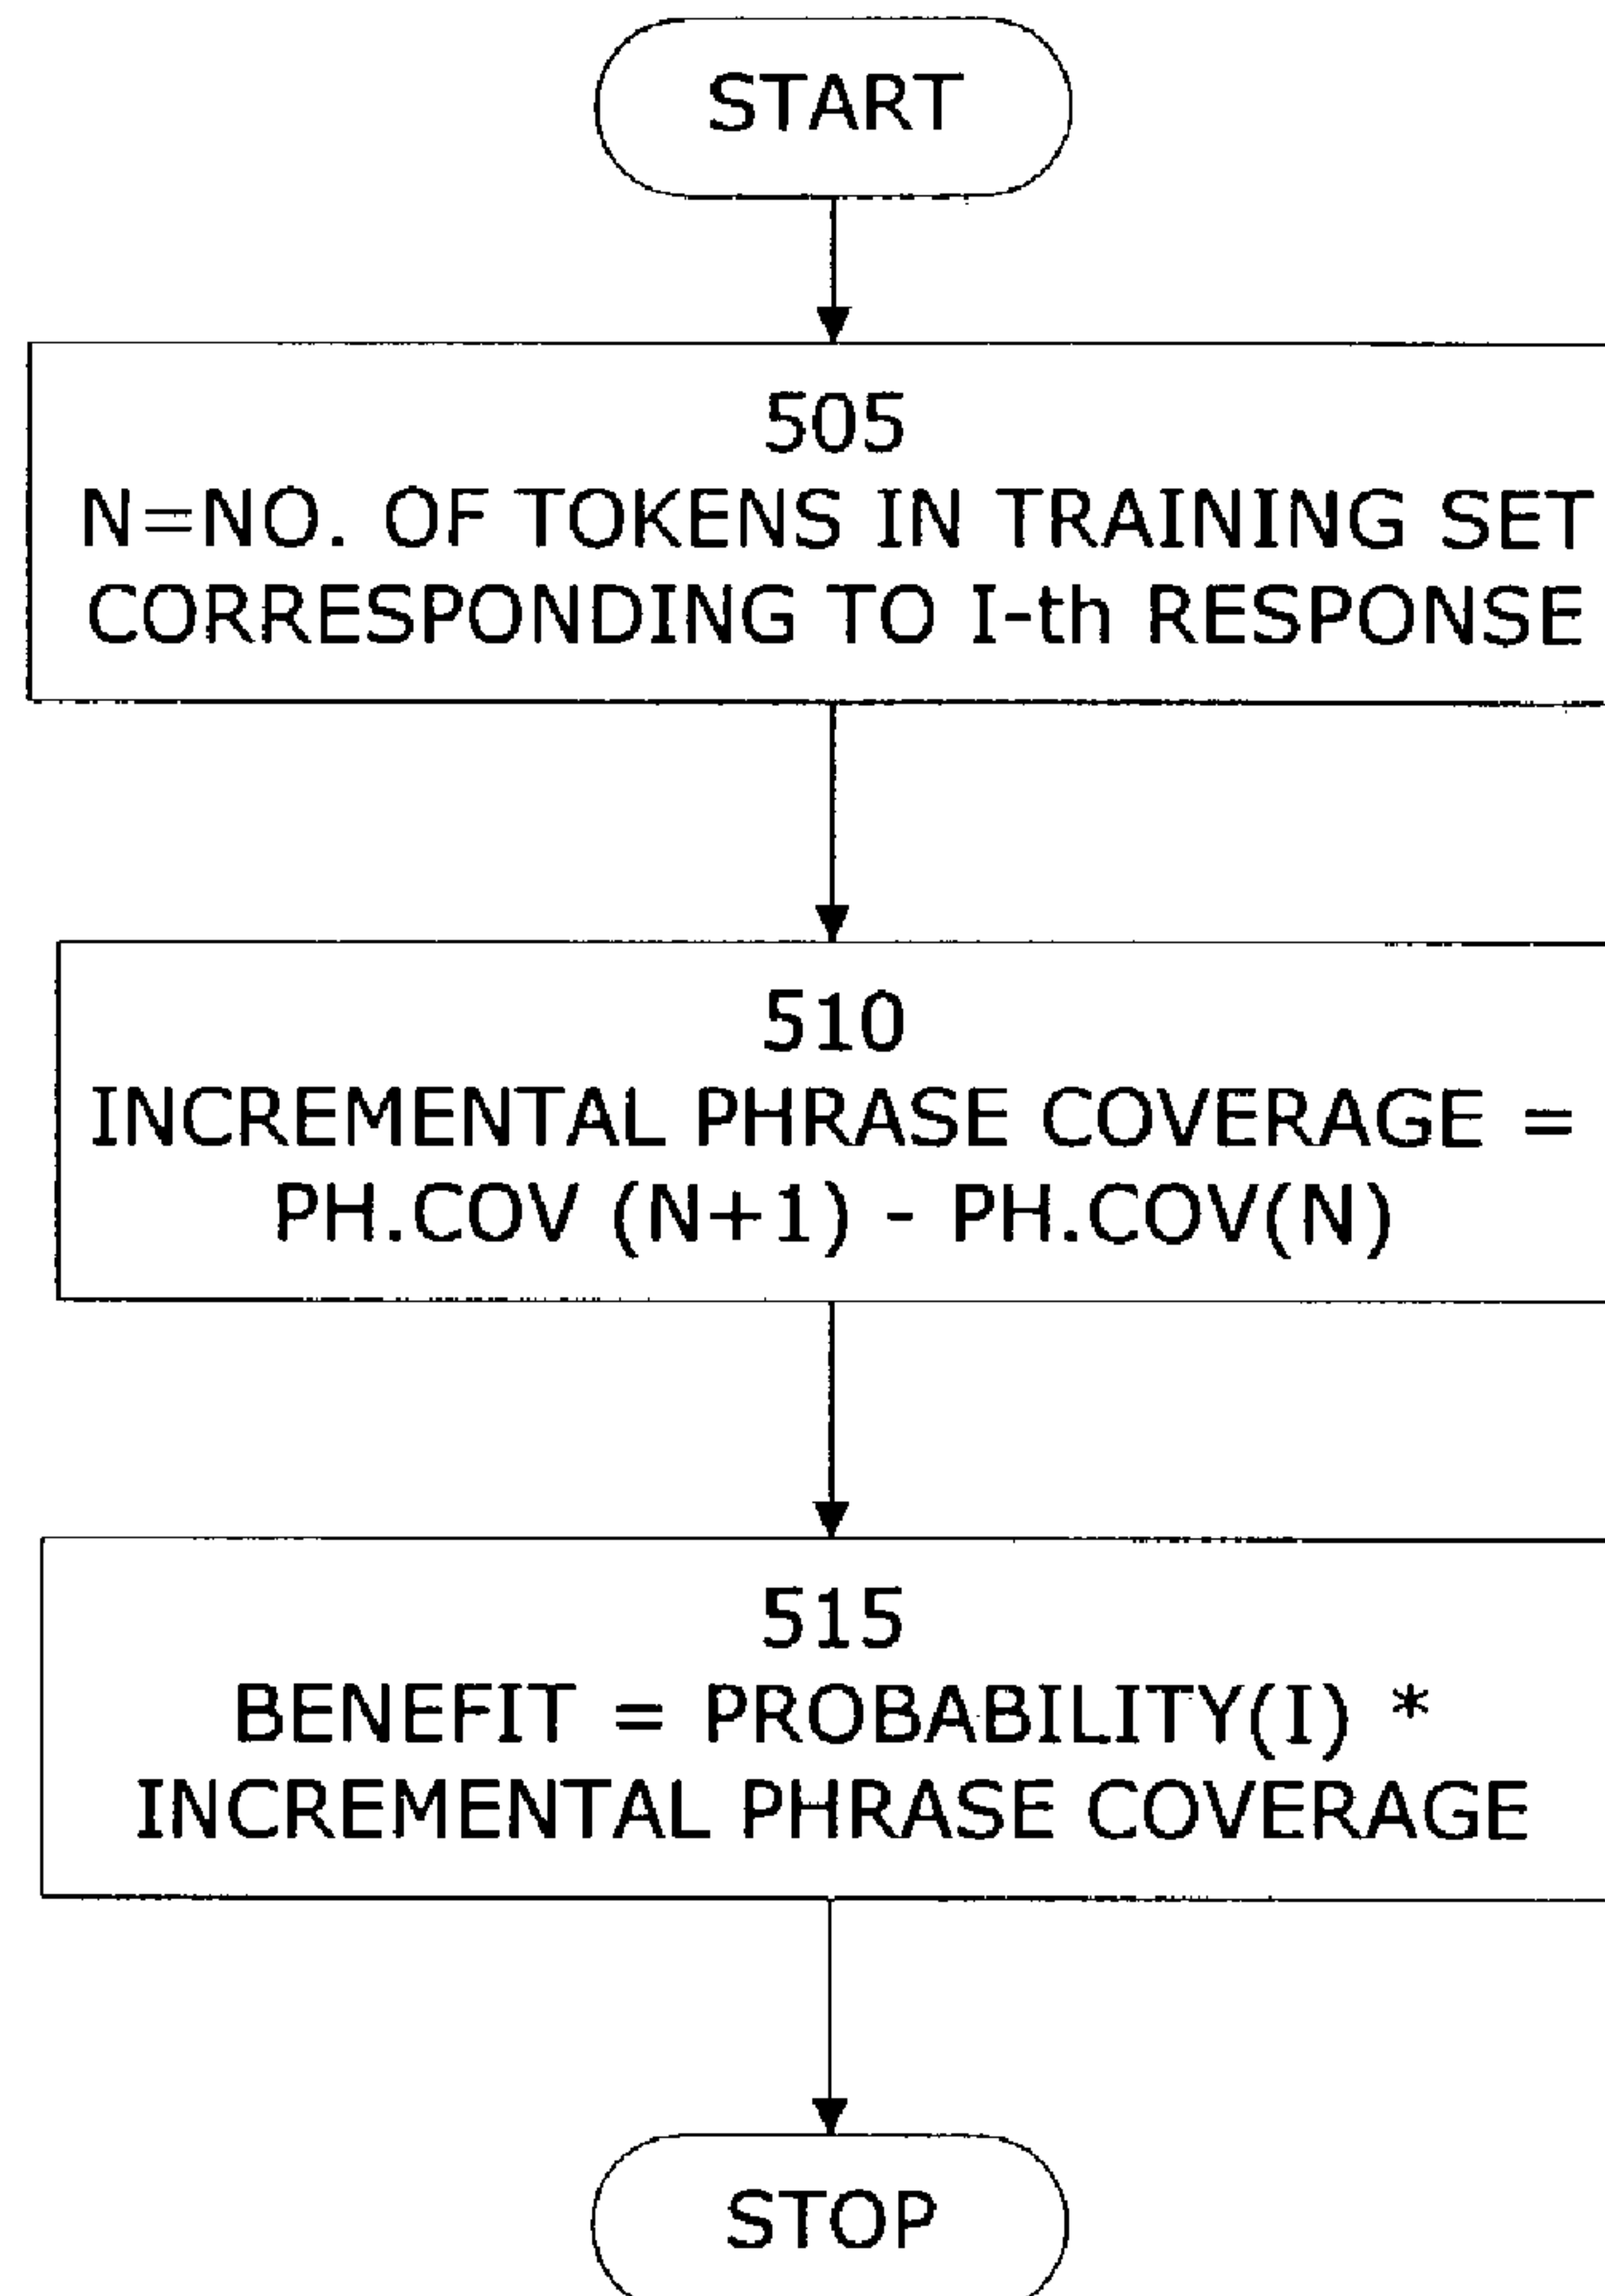 START
505
N=NO. OF TOKENS IN TRAINING SET
CORRESPONDING TO I-th RESPONSE
510
INCREMENTAL PHRASE COVERAGE =
PH.COV (N+1) - PH.COV(N)
515
BENEFIT = PROBABILITY(I) *
INCREMENTAL PHRASE COVERAGE
STOP